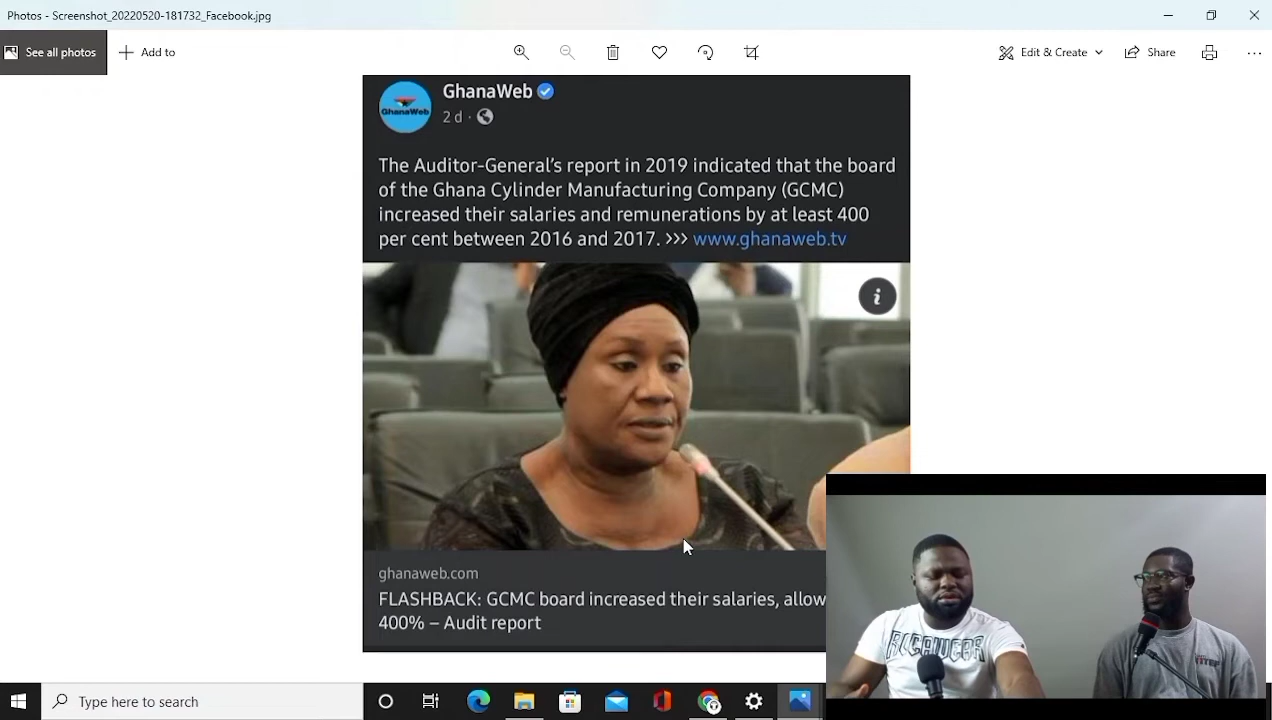 Photos - Screenshot_20220520-181732_Facebook.jpg
See all photos
Add to
Edit & Create
Share
GhanaWeb
GhanaWeb
2 d
The Auditor-General's report in 2019 indicated that the board
of the Ghana Cylinder Manufacturing Company (GCMC)
increased their salaries and remunerations by at least 400
per cent between 2016 and 2017. >>> www.ghanaweb.tv
ghanaweb.com
FLASHBACK: GCMC board increased their salaries, allow
400% – Audit report
Type here to search